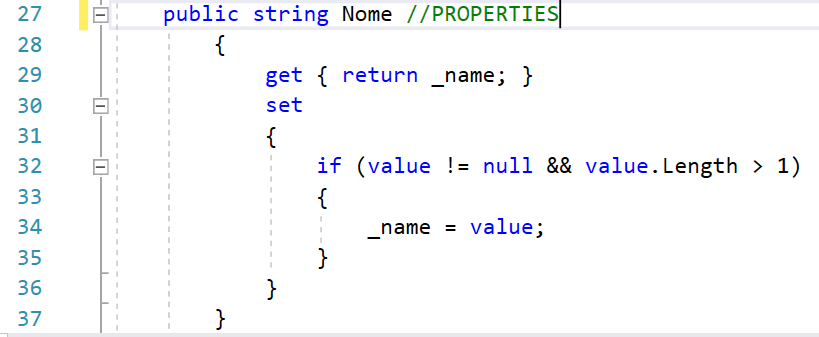 27 public string Nome //PROPERTIES
28 {
29 get { return _name; }
30 set
31 {
32 if (value != null && value.Length > 1)
33 {
34 _name = value;
35 }
36 }
37 }